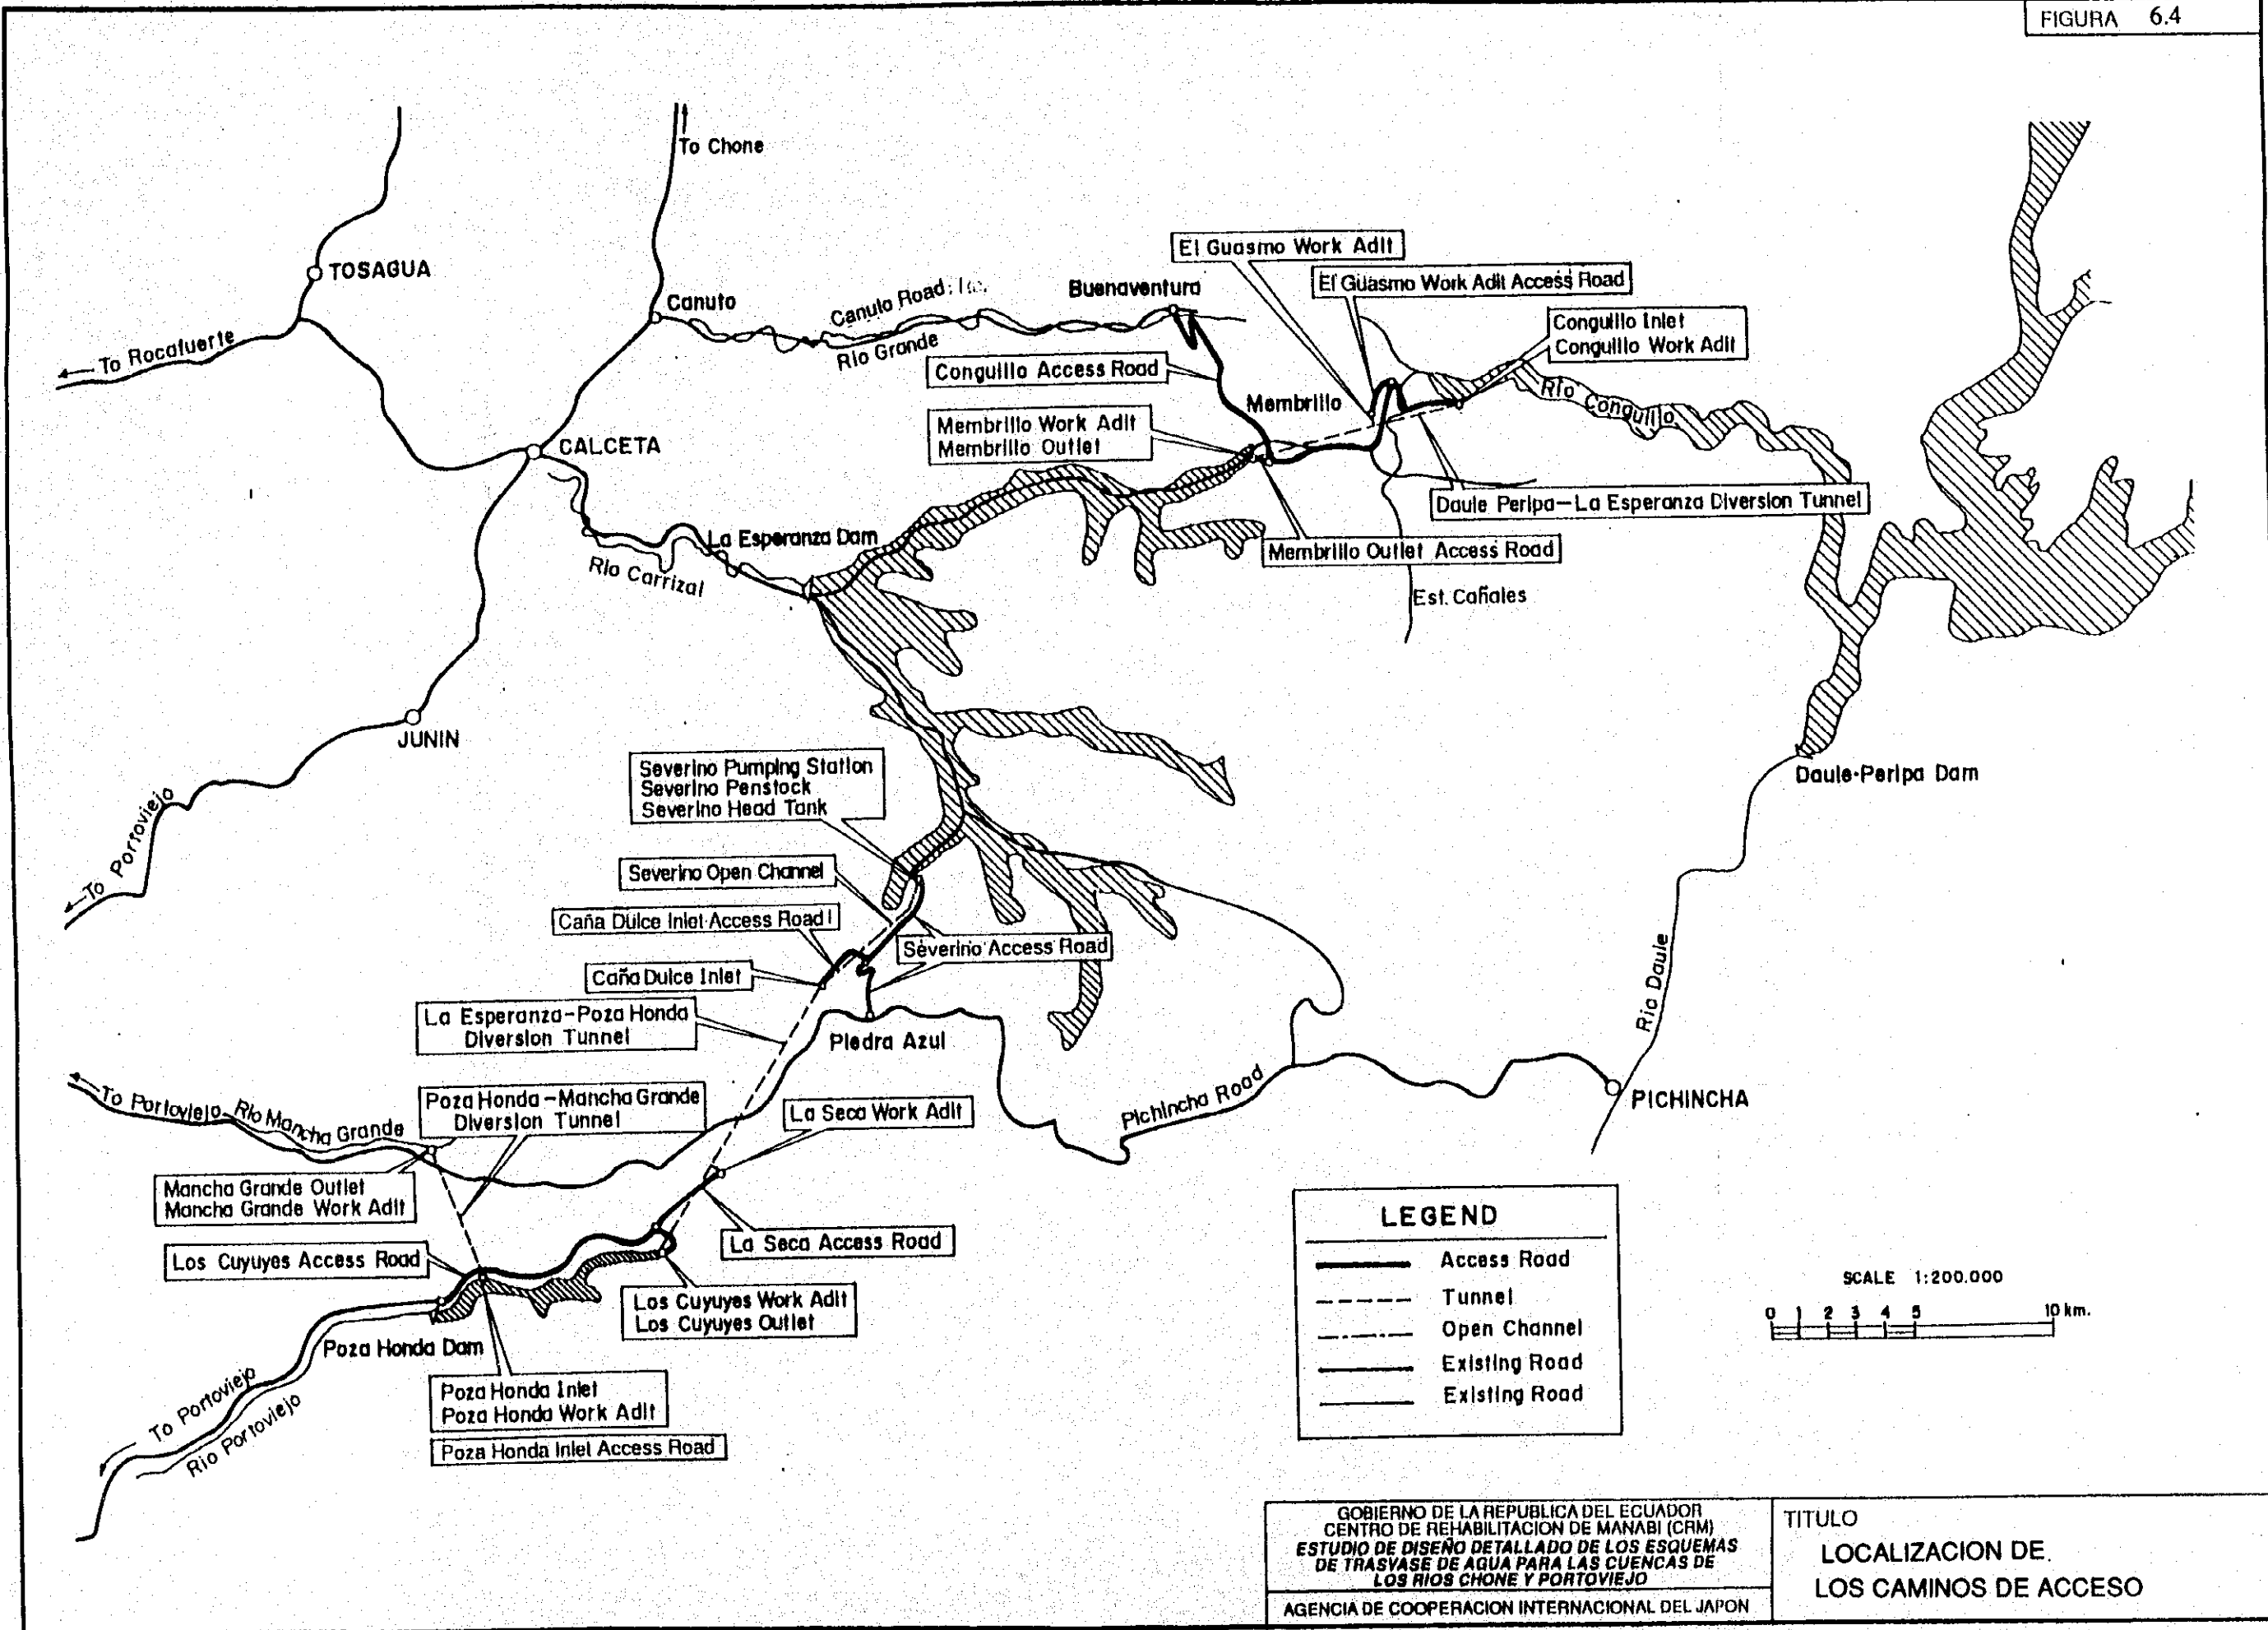 FIGURA 6.4
To Chone
TOSAGUA
To Rocafuerte
Canuto
Canuto Road
Río Grande
Buenaventura
El Guasmo Work Adit
El Guasmo Work Adit Access Road
Conguillo Inlet
Conguillo Work Adit
Conguillo Access Road
Membrillo
Río Conguillo
Membrillo Work Adit
Membrillo Outlet
CALCETA
Daule Peripa-La Esperanza Diversion Tunnel
La Esperanza Dam
Membrillo Outlet Access Road
Río Carrizal
Est. Cañales
JUNIN
To Portoviejo
Severino Pumping Station
Severino Penstock
Severino Head Tank
Daule-Peripa Dam
Severino Open Channel
Caña Dulce Inlet Access Road
Severino Access Road
Caña Dulce Inlet
Río Daule
La Esperanza-Poza Honda
Diversion Tunnel
Piedra Azul
Pichincha Road
PICHINCHA
To Portoviejo
Río Mancha Grande
Poza Honda-Mancha Grande
Diversion Tunnel
La Seca Work Adit
Mancha Grande Outlet
Mancha Grande Work Adit
La Seca Access Road
Los Cuyuyes Access Road
Los Cuyuyes Work Adit
Los Cuyuyes Outlet
Poza Honda Dam
Poza Honda Inlet
Poza Honda Work Adit
Poza Honda Inlet Access Road
To Portoviejo
Río Portoviejo
LEGEND
Access Road
Tunnel
Open Channel
Existing Road
Existing Road
SCALE 1:200.000
0 1 2 3 4 5 10 km.
GOBIERNO DE LA REPUBLICA DEL ECUADOR
CENTRO DE REHABILITACION DE MANABI (CRM)
ESTUDIO DE DISEÑO DETALLADO DE LOS ESQUEMAS
DE TRASVASE DE AGUA PARA LAS CUENCAS DE
LOS RIOS CHONE Y PORTOVIEJO
AGENCIA DE COOPERACION INTERNACIONAL DEL JAPON
TITULO
LOCALIZACION DE.
LOS CAMINOS DE ACCESO